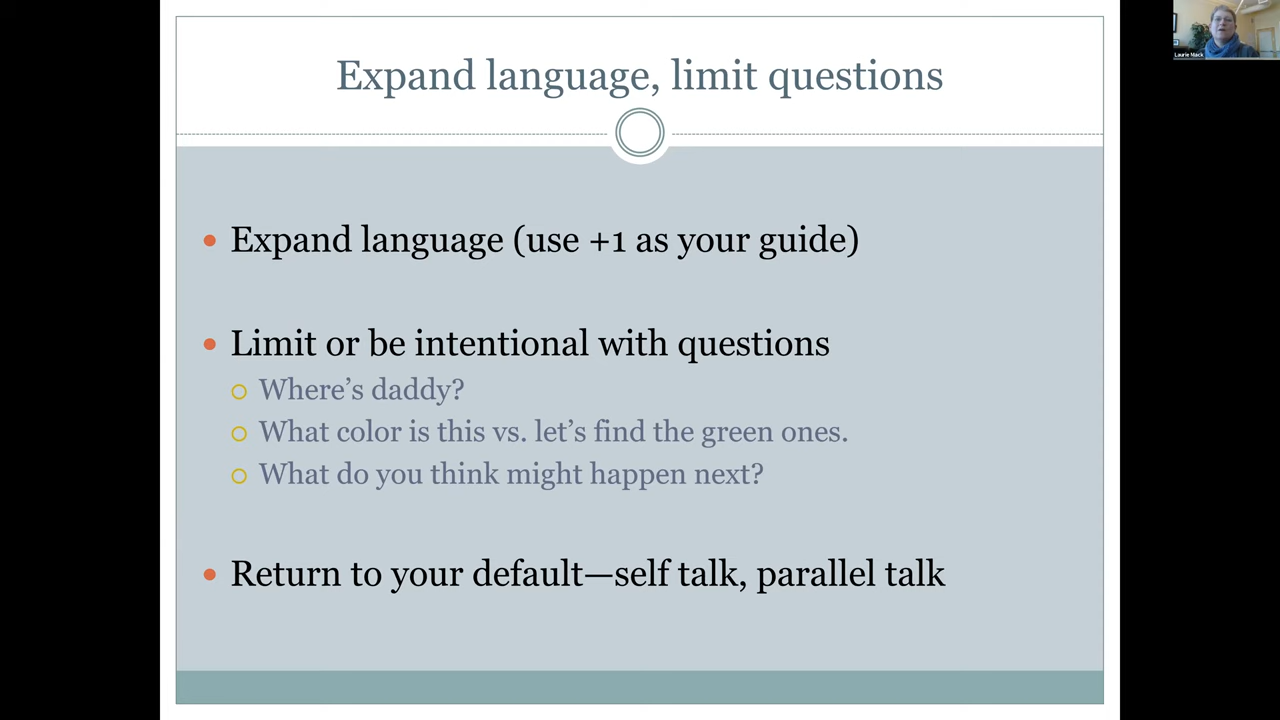 Expand language, limit questions
Laurie Mack
Expand language (use +1 as your guide)
Limit or be intentional with questions
Where’s daddy?
What color is this vs. let’s find the green ones.
What do you think might happen next?
Return to your default—self talk, parallel talk